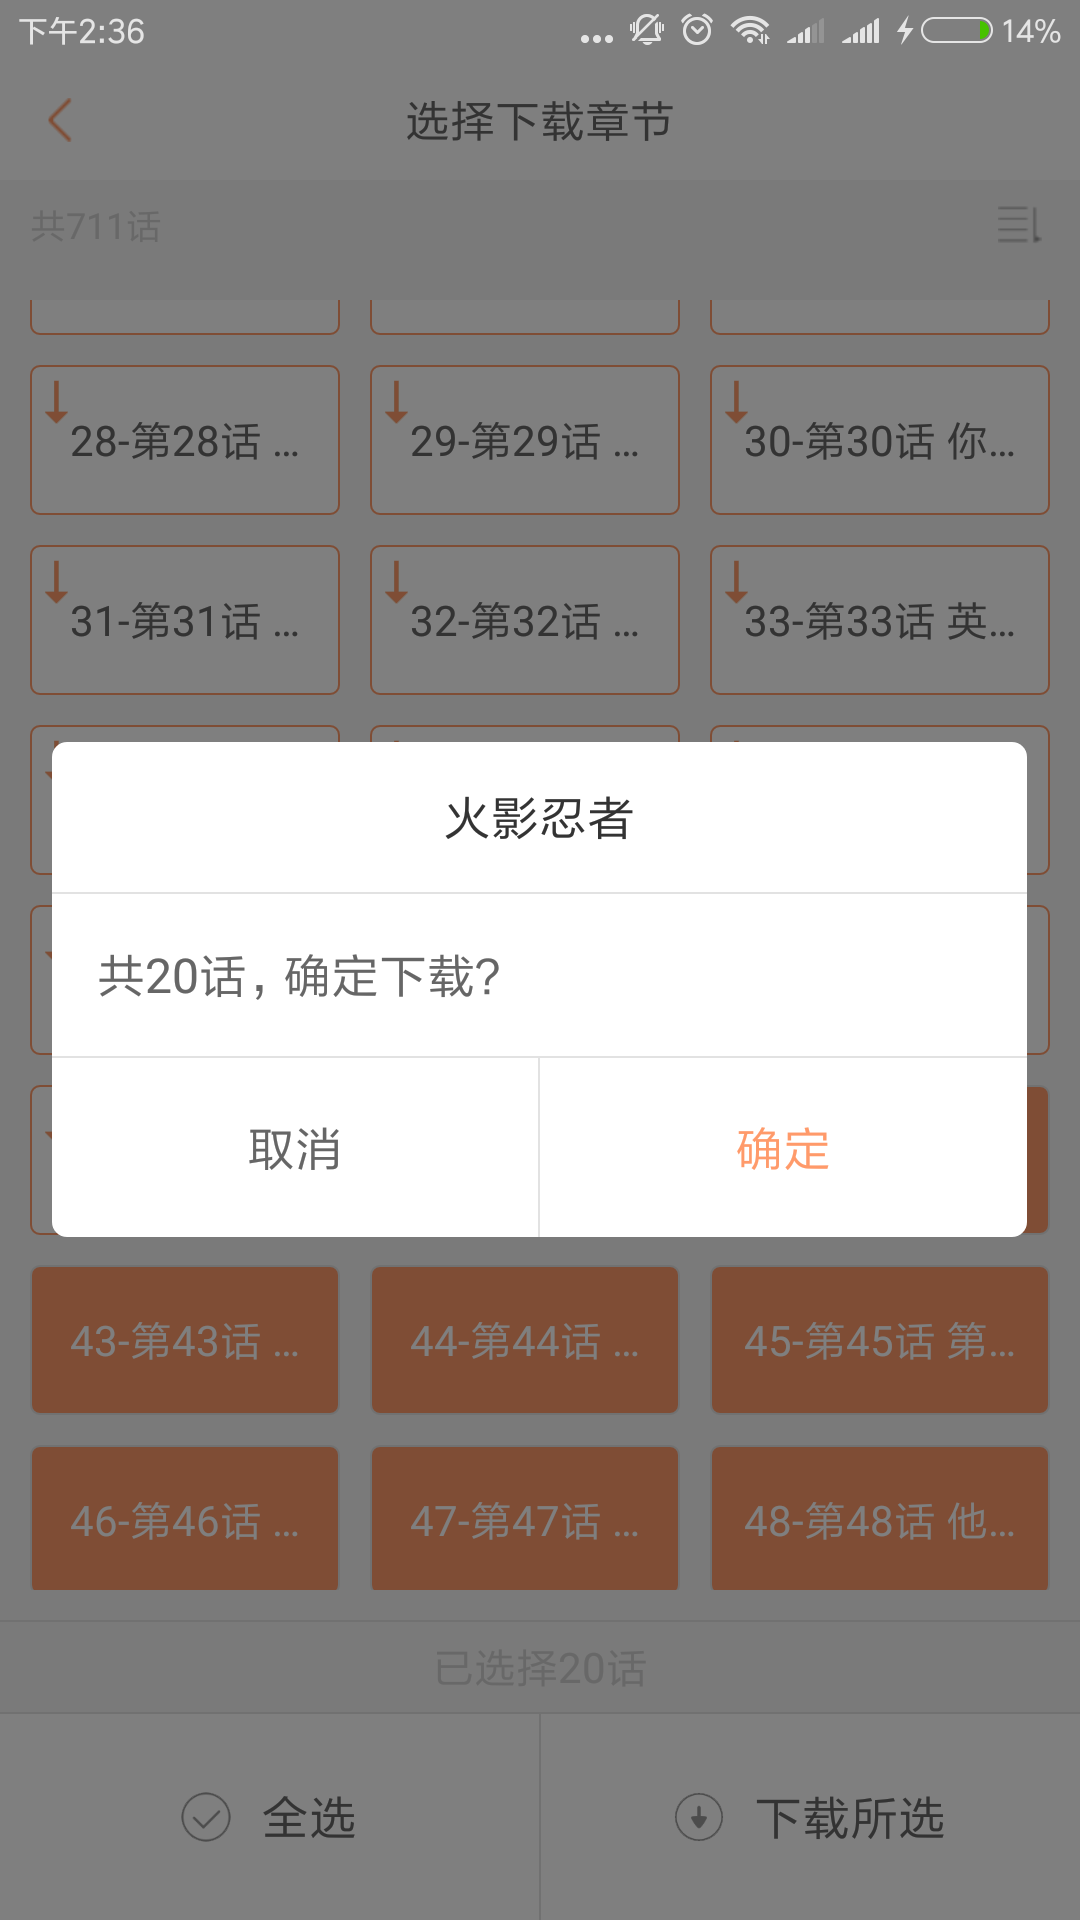 下午2:36
14%
选择下载章节
共711话
28-第28话 ...
29-第29话 ...
30-第30话 你...
31-第31话 ...
32-第32话 ...
33-第33话 英...
火影忍者
共20话，确定下载?
取消
确定
43-第43话 ...
44-第44话 ...
45-第45话 第...
46-第46话 ...
47-第47话 ...
48-第48话 他...
已选择20话
全选
下载所选